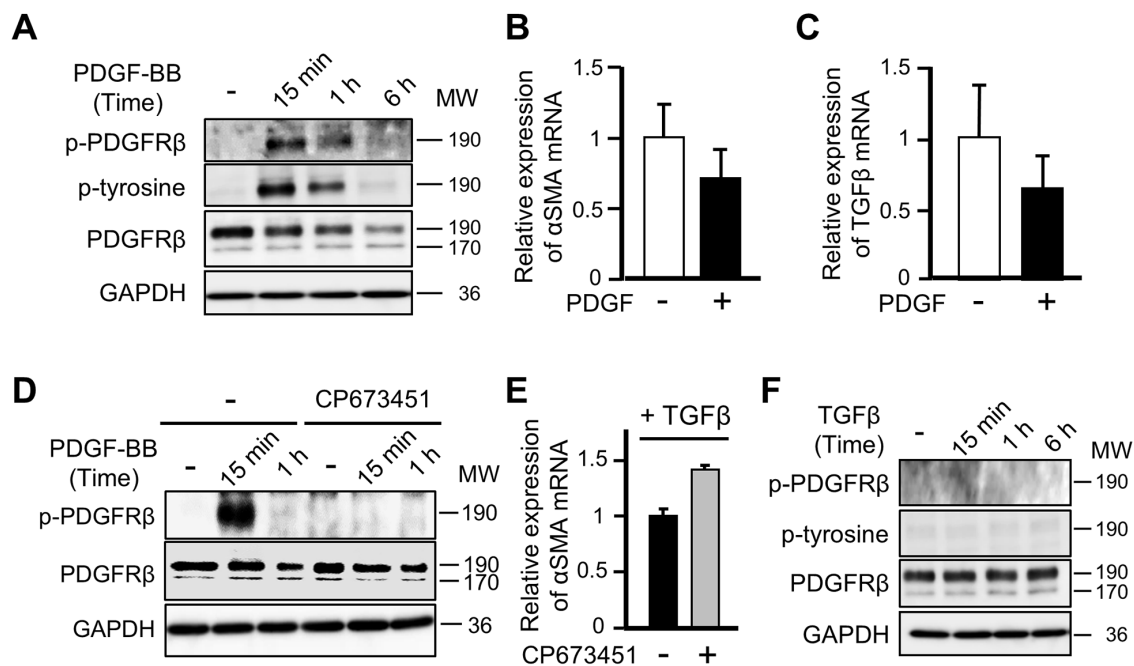 A
PDGF-BB
(Time)
-
15 min
1 h
6 h
MW
p-PDGFRβ
190
p-tyrosine
190
PDGFRβ
190
170
GAPDH
36
B
Relative expression
of αSMA mRNA
1.5
1
0.5
0
PDGF - +
C
Relative expression
of TGFβ mRNA
1.5
1
0.5
0
PDGF - +
D
- CP673451
PDGF-BB
(Time)
-
15 min
1 h
-
15 min
1 h
MW
p-PDGFRβ
190
PDGFRβ
190
170
GAPDH
36
E
+ TGFβ
Relative expression
of αSMA mRNA
1.5
1
0.5
0
CP673451 - +
F
TGFβ
(Time)
-
15 min
1 h
6 h
MW
p-PDGFRβ
190
p-tyrosine
190
PDGFRβ
190
170
GAPDH
36